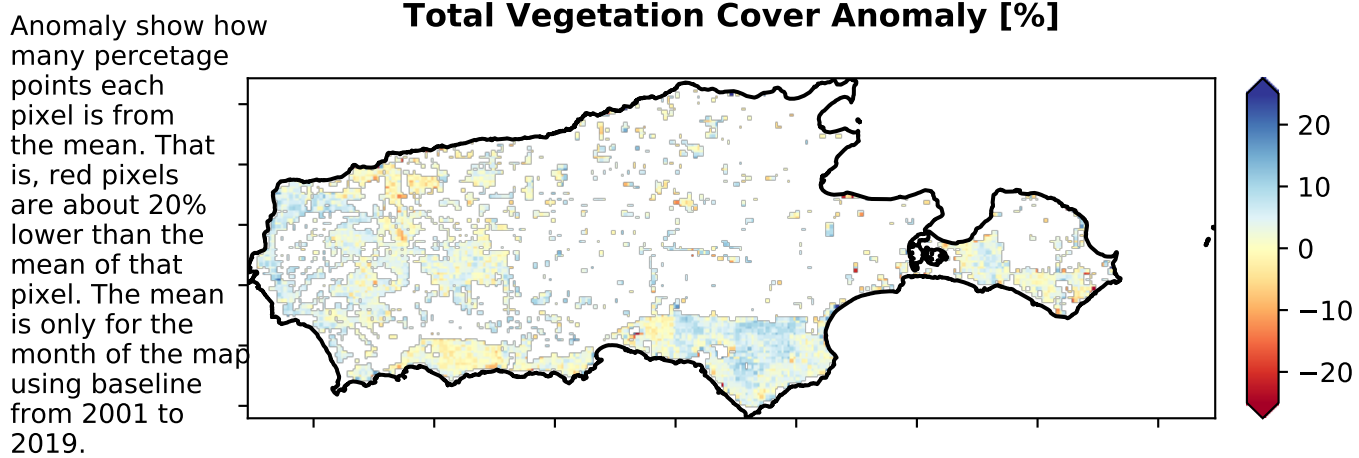 Total Vegetation Cover Anomaly [%]
Anomaly show how
many percetage
points each
pixel is from
the mean. That
is, red pixels
are about 20%
lower than the
mean of that
pixel. The mean
is only for the
month of the map
using baseline
from 2001 to
2019.
20
10
0
−10
−20